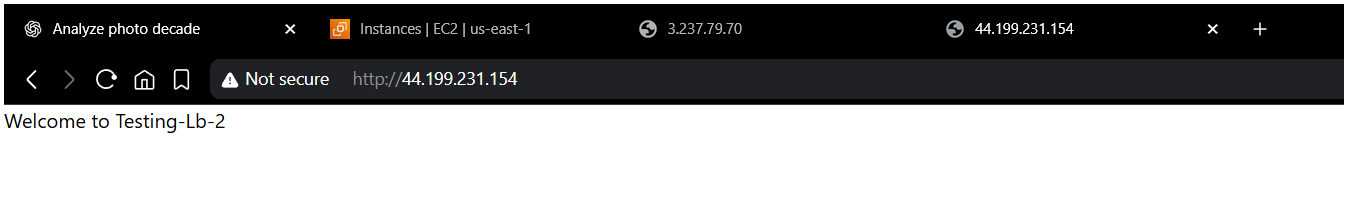 Analyze photo decade
Instances | EC2 | us-east-1
3.237.79.70
44.199.231.154
Not secure
http://44.199.231.154
Welcome to Testing-Lb-2